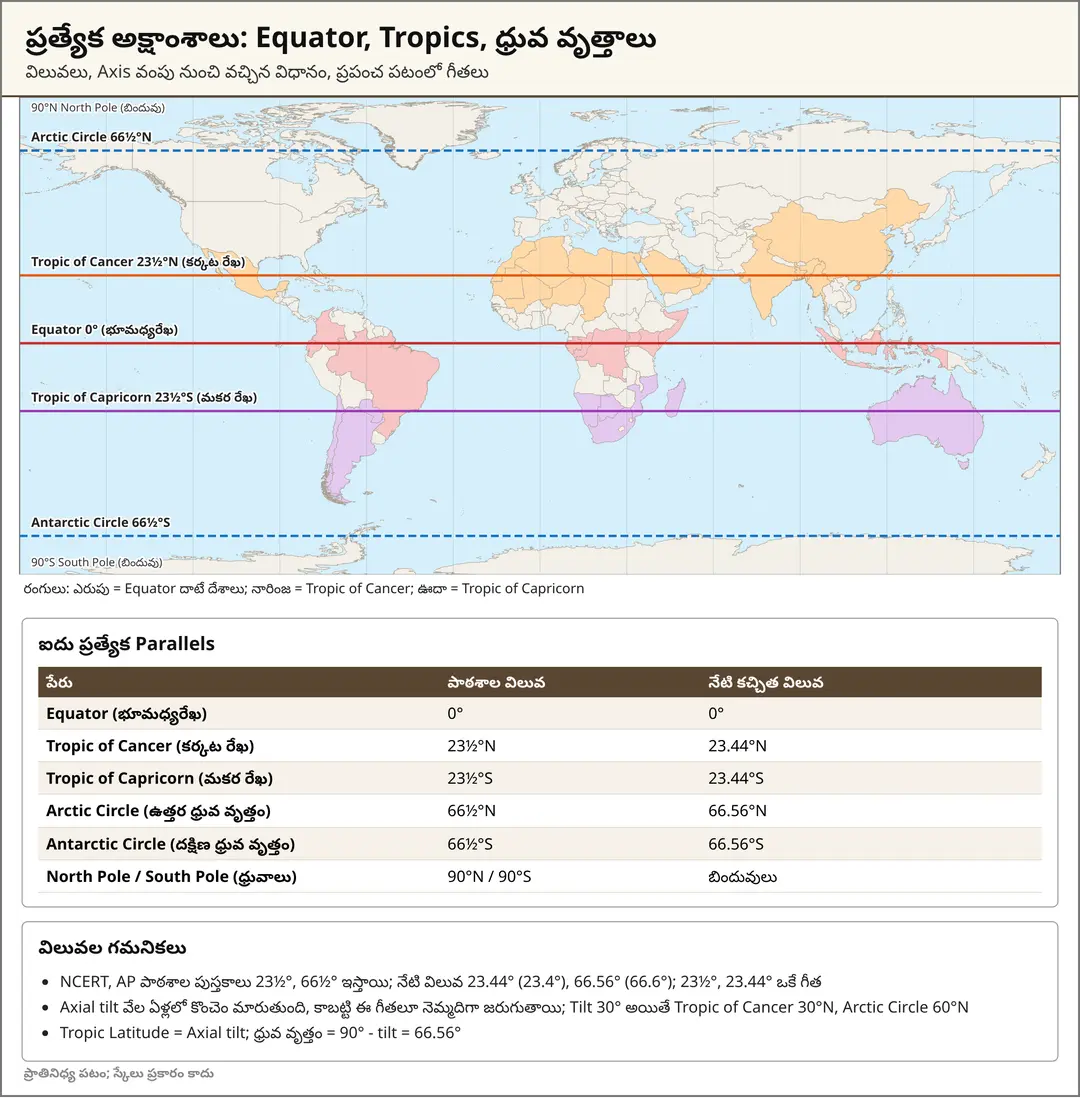 ప్రత్యేక అక్షాంశాలు: Equator, Tropics, ధ్రువ వృత్తాలు
విలువలు, Axis వంపు నుంచి వచ్చిన విధానం, ప్రపంచ పటంలో గీతలు
90°N North Pole (బిందువు)
Arctic Circle 66½°N
Tropic of Cancer 23½°N (కర్కట రేఖ)
Equator 0° (భూమధ్యరేఖ)
Tropic of Capricorn 23½°S (మకర రేఖ)
Antarctic Circle 66½°S
90°S South Pole (బిందువు)
రంగులు: ఎరుపు = Equator దాటే దేశాలు; నారింజ = Tropic of Cancer; ఊదా = Tropic of Capricorn
ఐదు ప్రత్యేక Parallels
పేరు పాఠశాల విలువ నేటి కచ్చిత విలువ
Equator (భూమధ్యరేఖ) 0° 0°
Tropic of Cancer (కర్కట రేఖ) 23½°N 23.44°N
Tropic of Capricorn (మకర రేఖ) 23½°S 23.44°S
Arctic Circle (ఉత్తర ధ్రువ వృత్తం) 66½°N 66.56°N
Antarctic Circle (దక్షిణ ధ్రువ వృత్తం) 66½°S 66.56°S
North Pole / South Pole (ధ్రువాలు) 90°N / 90°S బిందువులు
విలువల గమనికలు
• NCERT, AP పాఠశాల పుస్తకాలు 23½°, 66½° ఇస్తాయి; నేటి విలువ 23.44° (23.4°), 66.56° (66.6°); 23½°, 23.44° ఒకే గీత
• Axial tilt వేల ఏళ్లలో కొంచెం మారుతుంది, కాబట్టి ఈ గీతలూ నెమ్మదిగా జరుగుతాయి; Tilt 30° అయితే Tropic of Cancer 30°N, Arctic Circle 60°N
• Tropic Latitude = Axial tilt; ధ్రువ వృత్తం = 90° - tilt = 66.56°
ప్రాతినిధ్య పటం; స్కేలు ప్రకారం కాదు